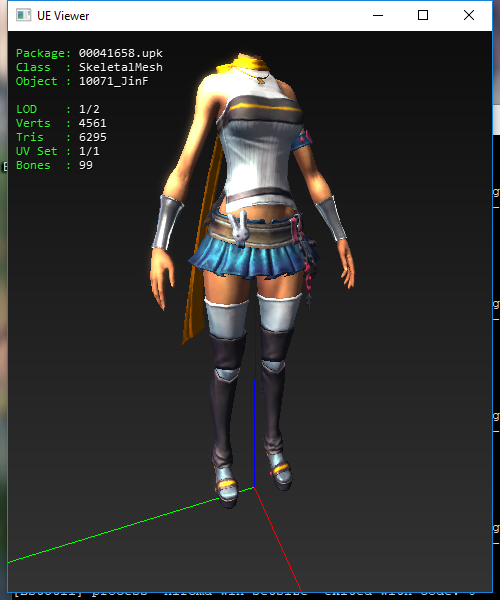 UE Viewer
Package: 00041658.upk
Class : SkeletalMesh
Object : 10071_JinF
LOD : 1/2
Verts : 4561
Tris : 6295
UV Set : 1/1
Bones : 99